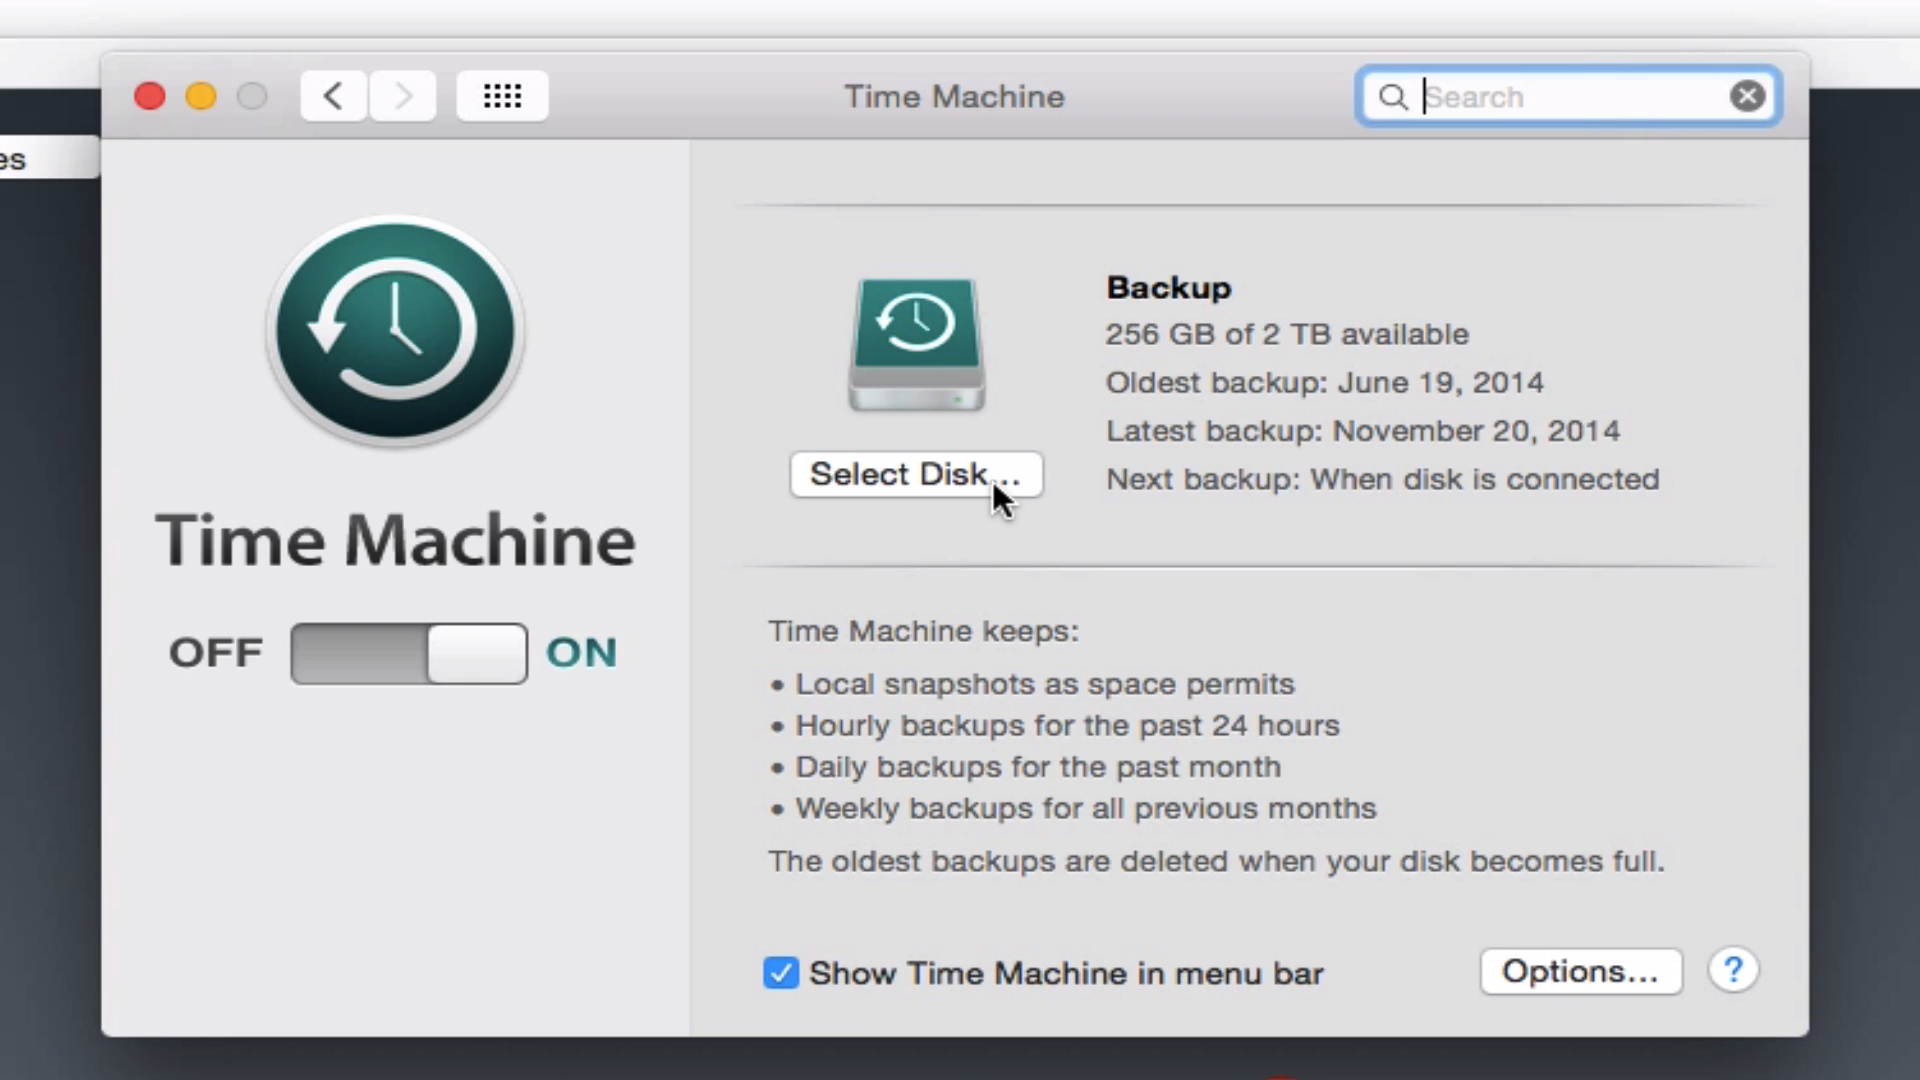 Time Machine
Search
es
Backup
256 GB of 2 TB available
Oldest backup: June 19, 2014
Latest backup: November 20, 2014
Select Disk...
Next backup: When disk is connected
Time Machine
OFF ON
Time Machine keeps:
• Local snapshots as space permits
• Hourly backups for the past 24 hours
• Daily backups for the past month
• Weekly backups for all previous months
The oldest backups are deleted when your disk becomes full.
Show Time Machine in menu bar
Options...
?